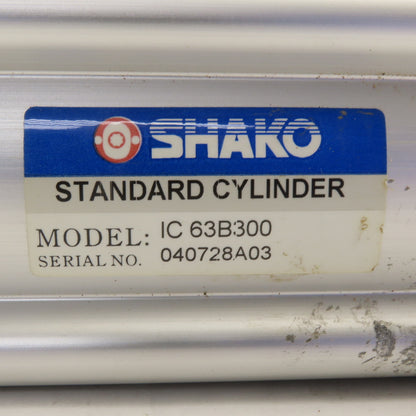 SHAKO
STANDARD CYLINDER
MODEL: IC 63B300
SERIAL NO. 040728A03